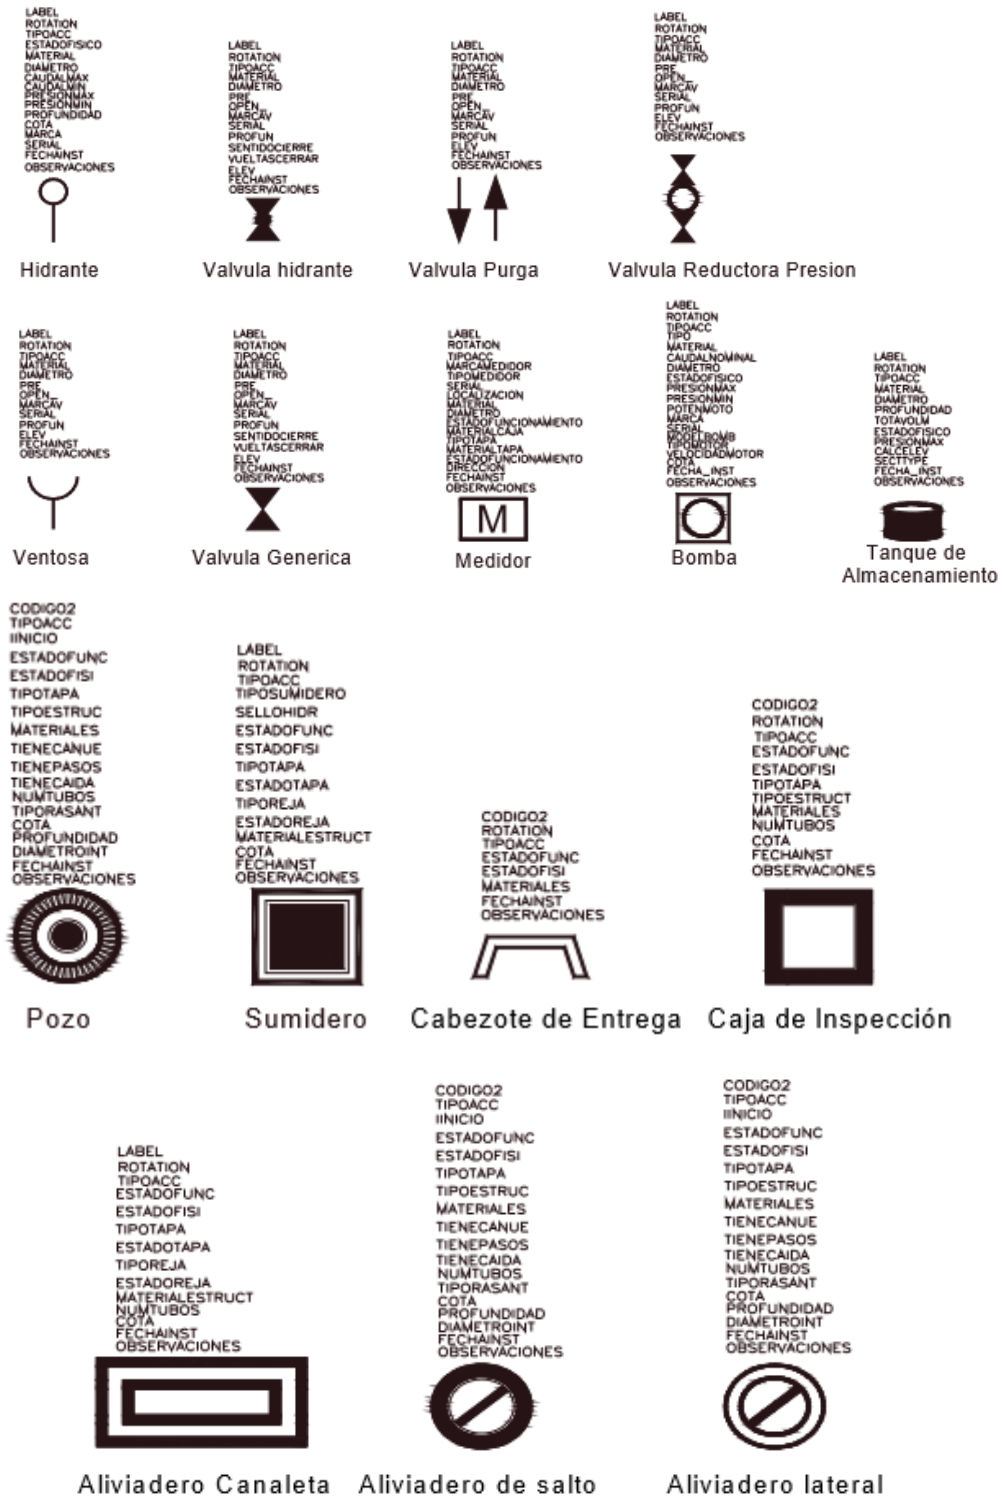 LABEL
ROTATION
TIPOACC
ESTADOFISICO
MATERIAL
DIAMETRO
CAUDALMAX
CAUDALMIN
PRESIONMAX
PRESIONMIN
PROFUNDIDAD
COTA
MARCA
SERIAL
FECHAINST
OBSERVACIONES
Hidrante
LABEL
ROTATION
TIPOACC
MATERIAL
DIAMETRO
PRE
OPEN_
MARCAV
SERIAL
PROFUN
SENTIDOCIERRE
VUELTASCERRAR
ELEV
FECHAINST
OBSERVACIONES
Valvula hidrante
LABEL
ROTATION
TIPOACC
MATERIAL
DIAMETRO
PRE
OPEN_
MARCAV
SERIAL
PROFUN
ELEV
FECHAINST
OBSERVACIONES
Valvula Purga
LABEL
ROTATION
TIPOACC
MATERIAL
DIAMETRO
PRE
OPEN_
MARCAV
SERIAL
PROFUN
ELEV
FECHAINST
OBSERVACIONES
Valvula Reductora Presion
LABEL
ROTATION
TIPOACC
MATERIAL
DIAMETRO
PRE
OPEN_
MARCAV
SERIAL
PROFUN
ELEV
FECHAINST
OBSERVACIONES
Ventosa
LABEL
ROTATION
TIPOACC
MATERIAL
DIAMETRO
PRE
OPEN_
MARCAV
SERIAL
PROFUN
SENTIDOCIERRE
VUELTASCERRAR
ELEV
FECHAINST
OBSERVACIONES
Valvula Generica
LABEL
ROTATION
TIPOACC
MARCAMEDIDOR
TIPOMEDIDOR
SERIAL
LOCALIZACION
MATERIAL
DIAMETRO
ESTADOFUNCIONAMIENTO
MATERIALCAJA
TIPOTAPA
MATERIALTAPA
ESTADOFUNCIONAMIENTO
DIRECCION
FECHAINST
OBSERVACIONES
M
Medidor
LABEL
ROTATION
TIPOACC
TIPO
MATERIAL
CAUDALNOMINAL
DIAMETRO
ESTADOFISICO
PRESIONMAX
PRESIONMIN
POTENMOTO
MARCA
SERIAL
MODELBOMB
TIPOMOTOR
VELOCIDADMOTOR
COTA
FECHA_INST
OBSERVACIONES
Bomba
LABEL
ROTATION
TIPOACC
MATERIAL
DIAMETRO
PROFUNDIDAD
TOTAVOLM
ESTADOFISICO
PRESIONMAX
CALCELEV
SECTTYPE
FECHA_INST
OBSERVACIONES
Tanque de
Almacenamiento
CODIGO2
TIPOACC
IINICIO
ESTADOFUNC
ESTADOFISI
TIPOTAPA
TIPOESTRUC
MATERIALES
TIENECANUE
TIENEPASOS
TIENECAIDA
NUMTUBOS
TIPORASANT
COTA
PROFUNDIDAD
DIAMETROINT
FECHAINST
OBSERVACIONES
Pozo
LABEL
ROTATION
TIPOACC
TIPOSUMIDERO
SELLOHIDR
ESTADOFUNC
ESTADOFISI
TIPOTAPA
ESTADOTAPA
TIPOREJA
ESTADOREJA
MATERIALESTRUCT
COTA
FECHAINST
OBSERVACIONES
Sumidero
CODIGO2
ROTATION
TIPOACC
ESTADOFUNC
ESTADOFISI
MATERIALES
FECHAINST
OBSERVACIONES
Cabezote de Entrega
CODIGO2
ROTATION
TIPOACC
ESTADOFUNC
ESTADOFISI
TIPOTAPA
TIPOESTRUCT
MATERIALES
NUMTUBOS
COTA
FECHAINST
OBSERVACIONES
Caja de Inspección
LABEL
ROTATION
TIPOACC
ESTADOFUNC
ESTADOFISI
TIPOTAPA
ESTADOTAPA
TIPOREJA
ESTADOREJA
MATERIALESTRUCT
NUMTUBOS
COTA
FECHAINST
OBSERVACIONES
Aliviadero Canaleta
CODIGO2
TIPOACC
IINICIO
ESTADOFUNC
ESTADOFISI
TIPOTAPA
TIPOESTRUC
MATERIALES
TIENECANUE
TIENEPASOS
TIENECAIDA
NUMTUBOS
TIPORASANT
COTA
PROFUNDIDAD
DIAMETROINT
FECHAINST
OBSERVACIONES
Aliviadero de salto
CODIGO2
TIPOACC
IINICIO
ESTADOFUNC
ESTADOFISI
TIPOTAPA
TIPOESTRUC
MATERIALES
TIENECANUE
TIENEPASOS
TIENECAIDA
NUMTUBOS
TIPORASANT
COTA
PROFUNDIDAD
DIAMETROINT
FECHAINST
OBSERVACIONES
Aliviadero lateral